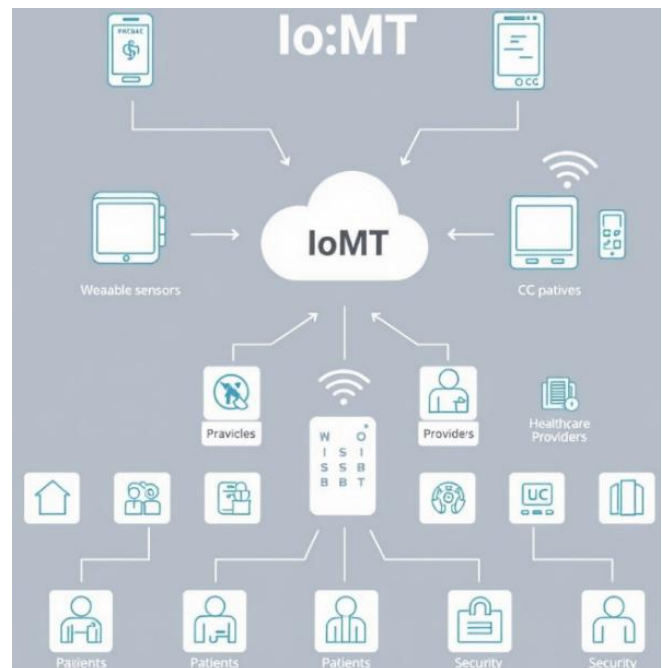 Io:MT
IoMT
Weaable sensors
CC patives
Pravicles
Providers
Healthcare
Providers
W O
I S I
S S B
B B T
UC
Patients
Patients
Patients
Security
Security